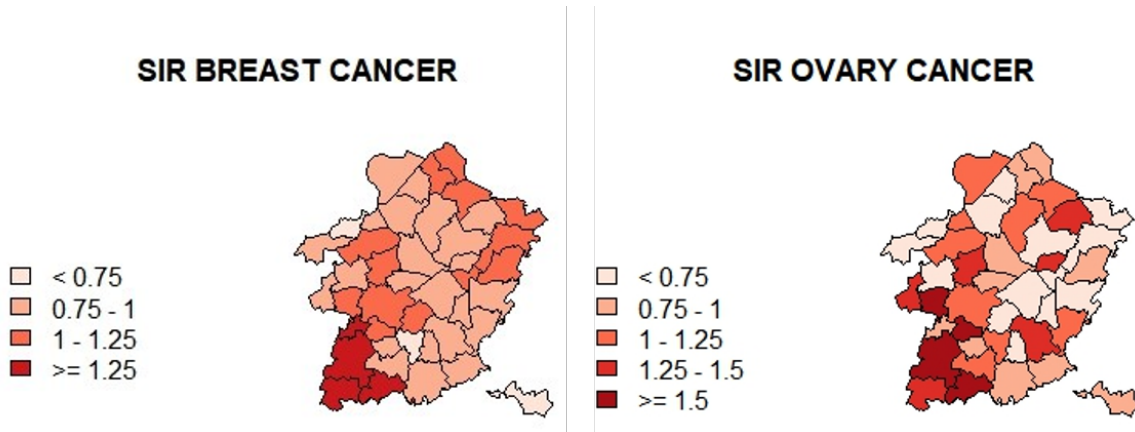 SIR BREAST CANCER
< 0.75
0.75 - 1
1 - 1.25
>= 1.25
SIR OVARY CANCER
< 0.75
0.75 - 1
1 - 1.25
1.25 - 1.5
>= 1.5